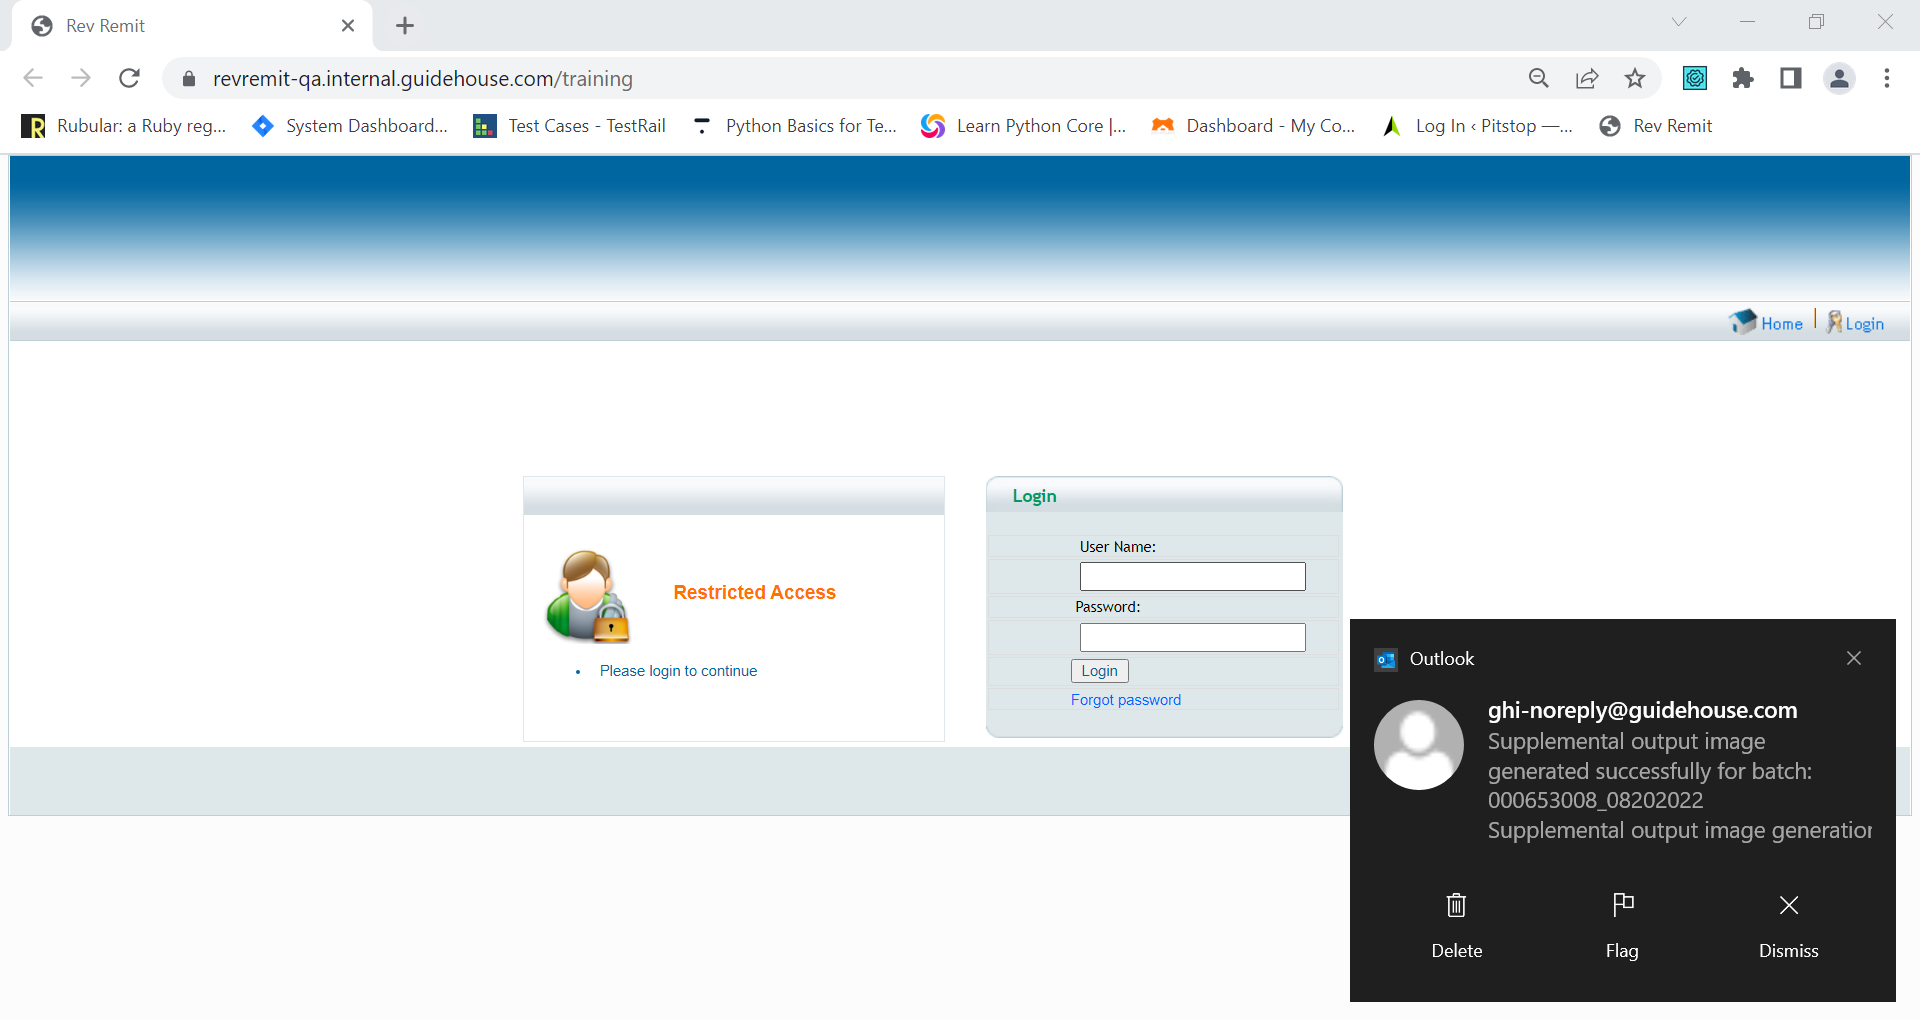 Rev Remit
revremit-qa.internal.guidehouse.com/training
Rubular: a Ruby reg... System Dashboard... Test Cases - TestRail Python Basics for Te... Learn Python Core |... Dashboard - My Co... Log In ‹ Pitstop —... Rev Remit
Home Login
Login
User Name:
Restricted Access
Password:
Please login to continue
Login
Forgot password
Outlook
ghi-noreply@guidehouse.com
Supplemental output image
generated successfully for batch:
000653008_08202022
Supplemental output image generation
Delete Flag Dismiss